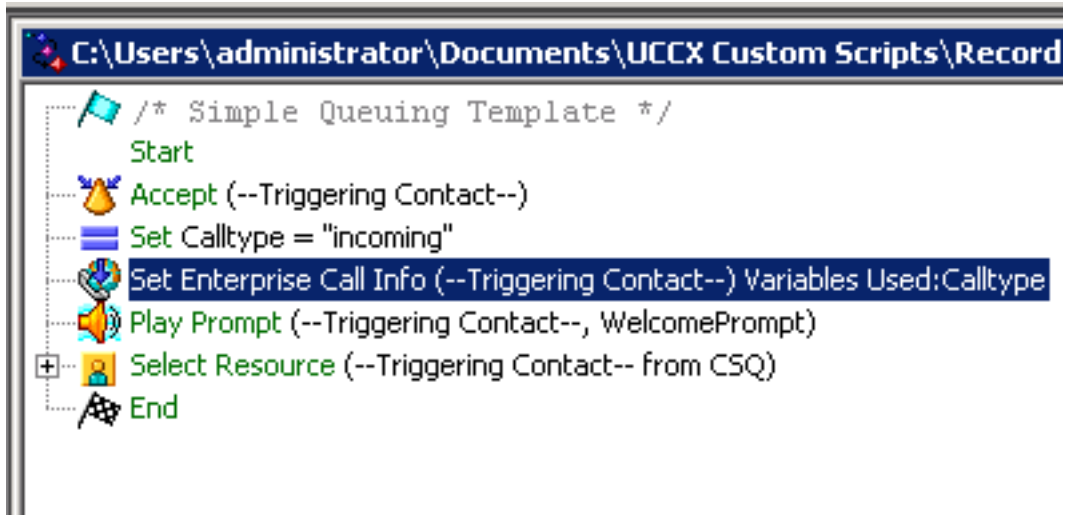 C:\Users\administrator\Documents\UCCX Custom Scripts\Record
/* Simple Queuing Template */
Start
Accept (--Triggering Contact--)
Set Calltype = "incoming"
Set Enterprise Call Info (--Triggering Contact--) Variables Used:Calltype
Play Prompt (--Triggering Contact--, WelcomePrompt)
Select Resource (--Triggering Contact-- from CSQ)
End